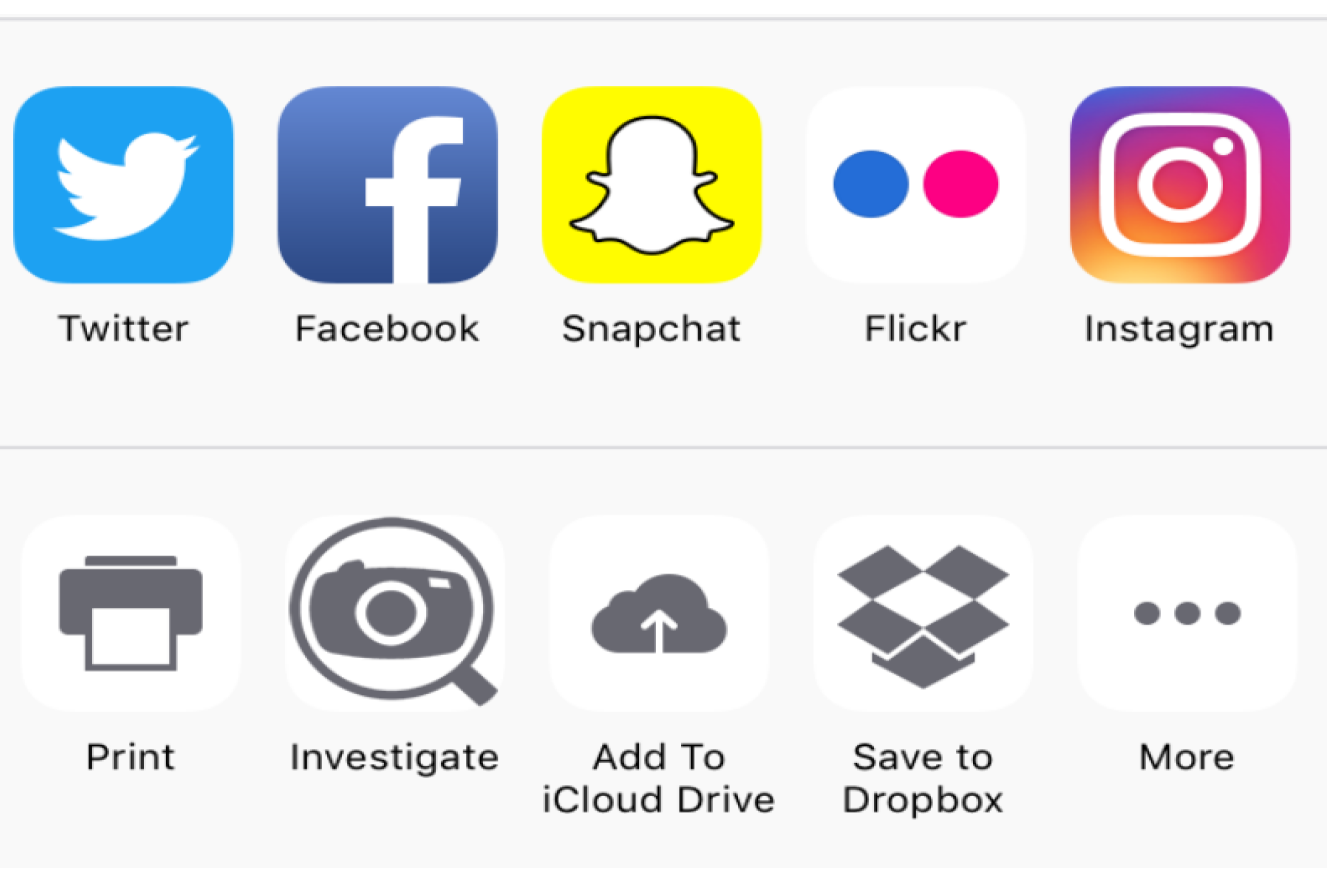 Twitter
Facebook
Snapchat
Flickr
Instagram
Print
Investigate
Add To
iCloud Drive
Save to
Dropbox
More